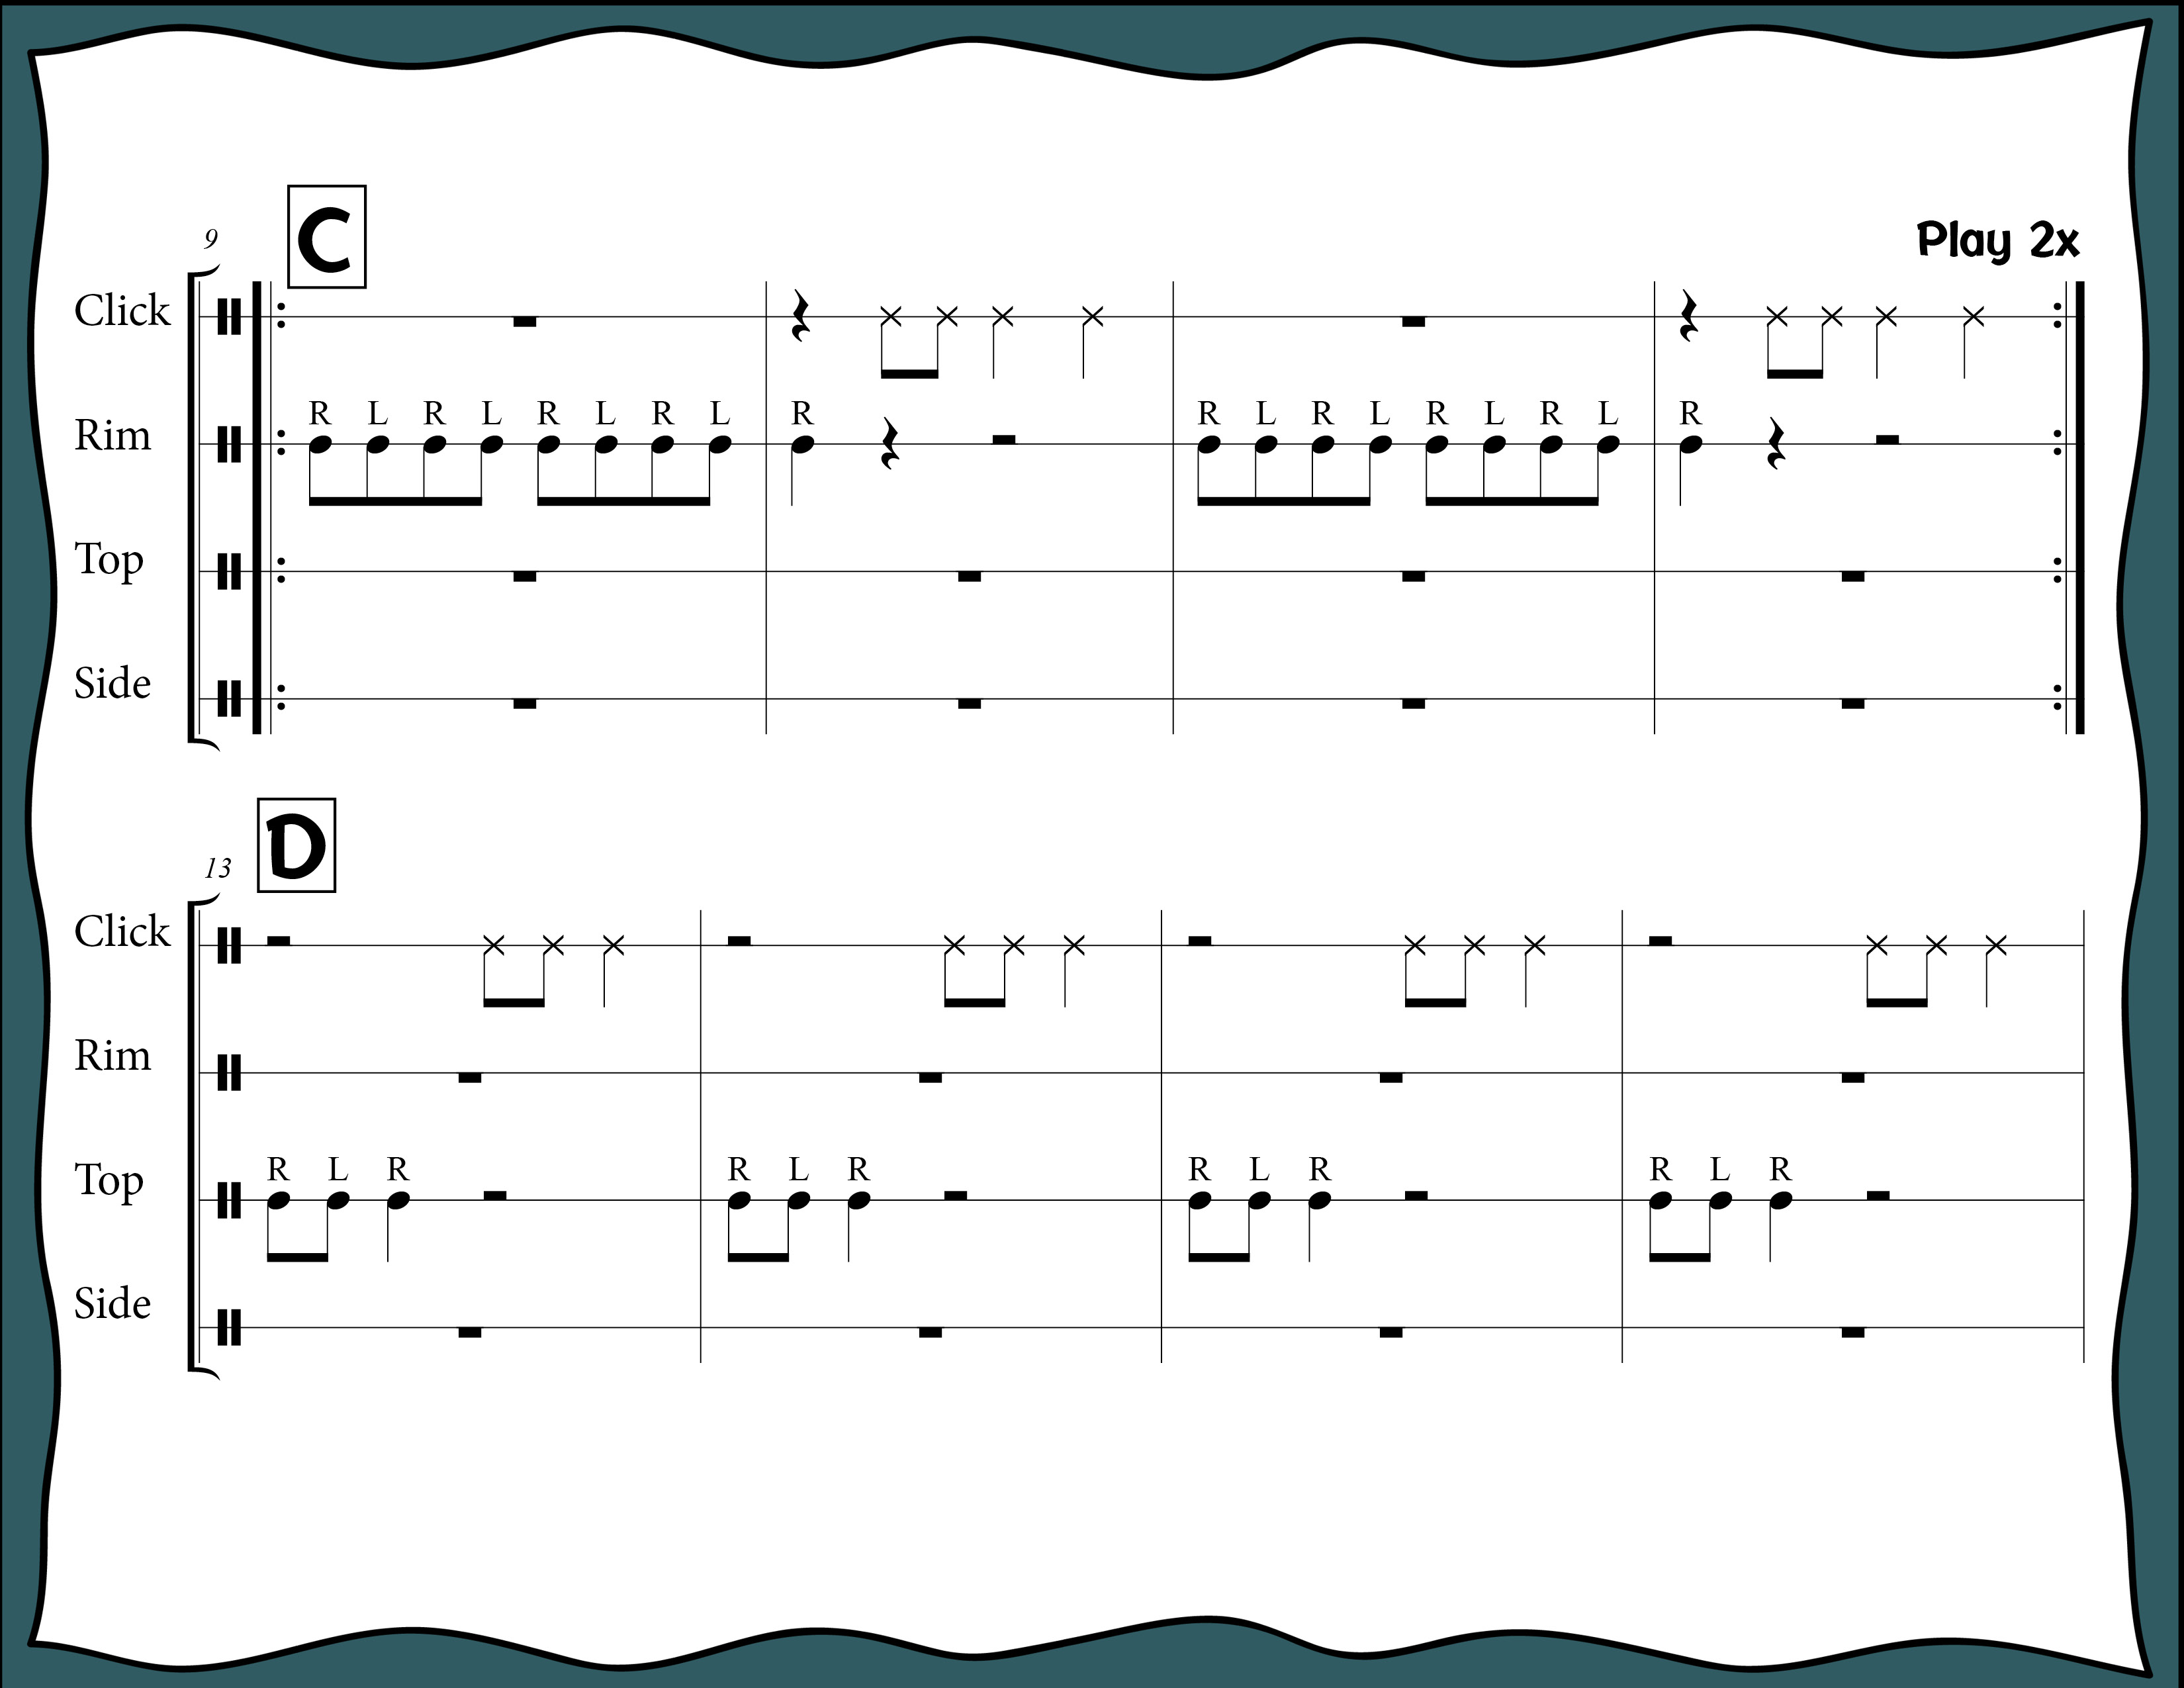 C
9
Play 2x
Click
R L R L R L R L R R L R L R L R L R
Rim
Top
Side
D
13
Click
Rim
R L R R L R R L R R L R
Top
Side